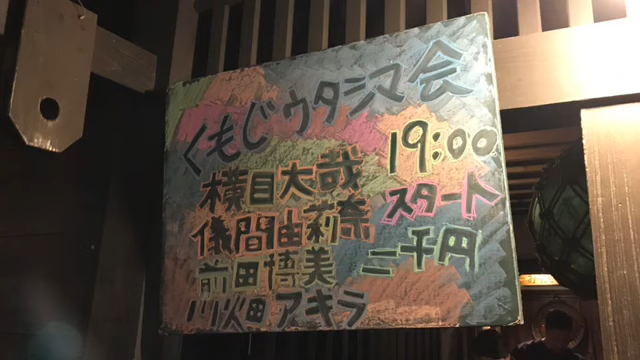 くもじウタシマ会
横目大哉
19:00
スタート
儀間由莉奈
前田博美
二千円
川畑アキラ